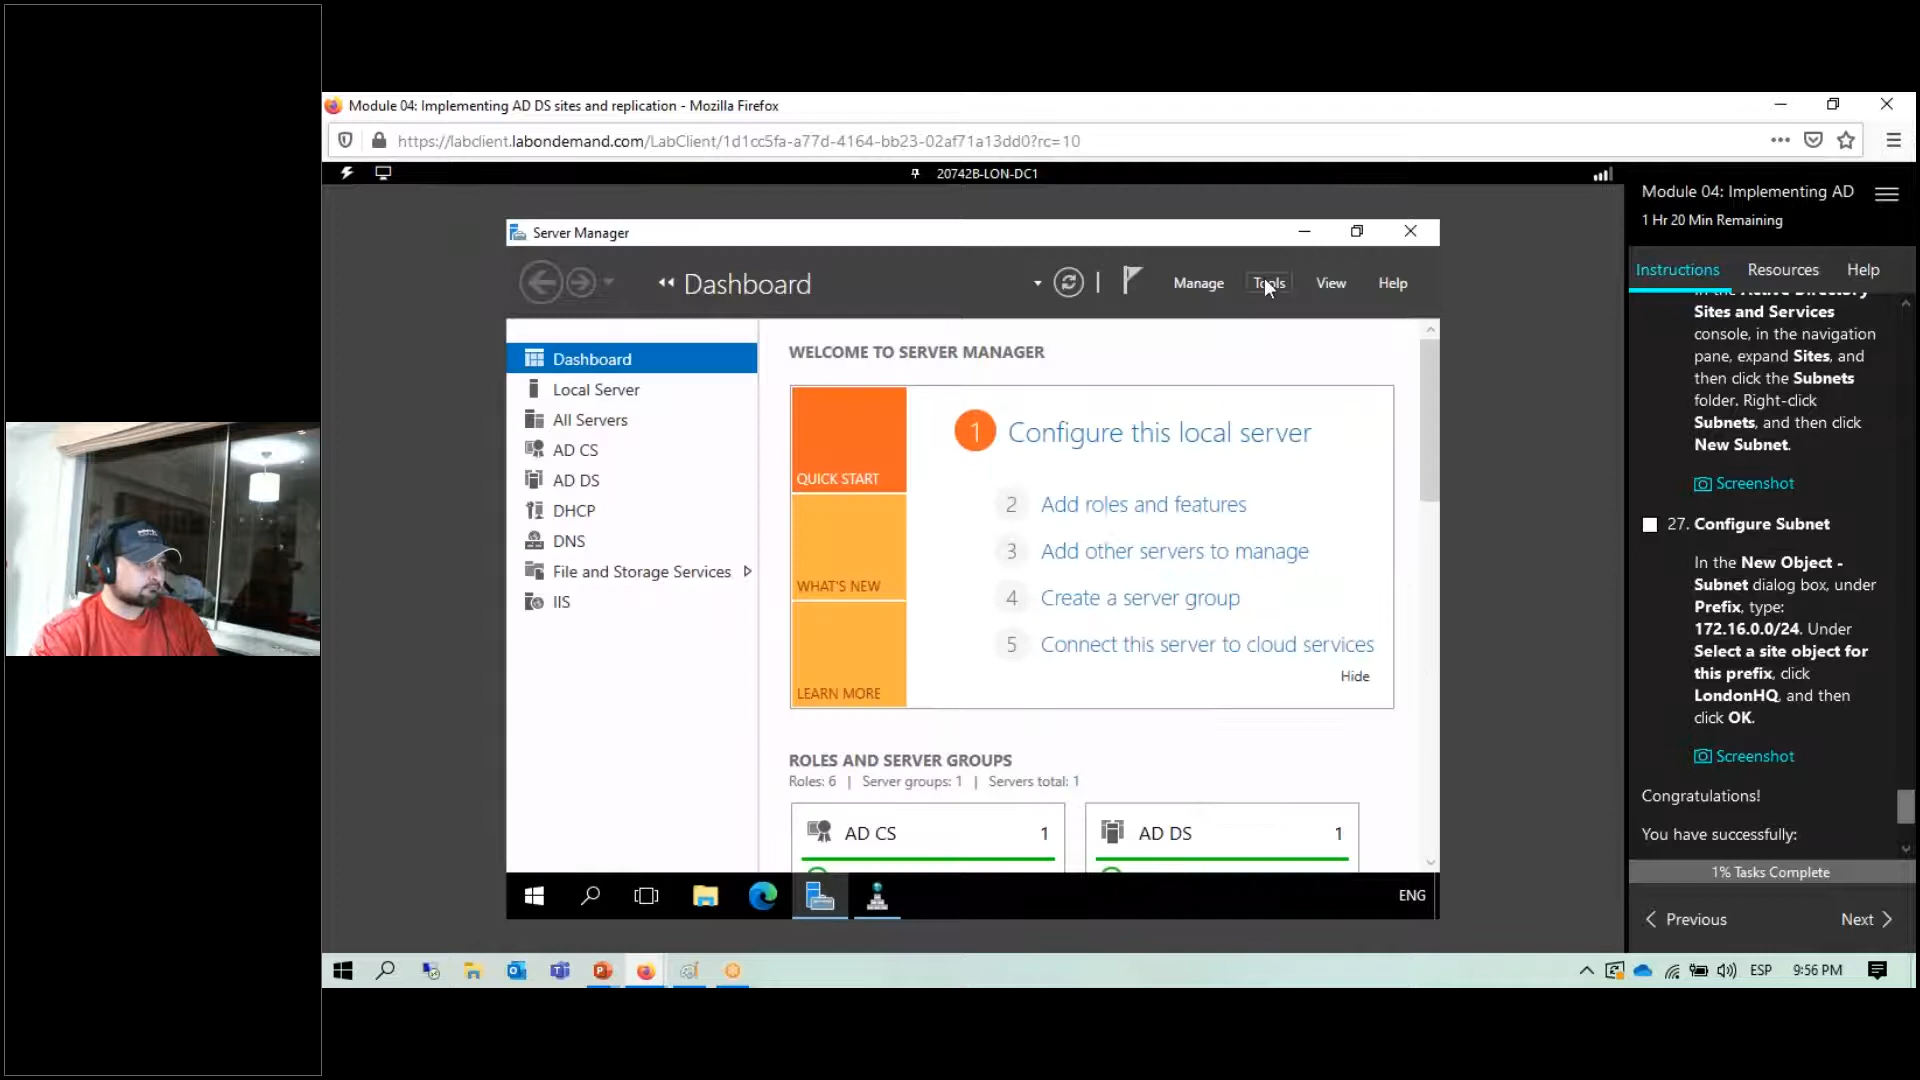 Module 04: Implementing AD DS sites and replication - Mozilla Firefox
https://labclient.labondemand.com/LabClient/1d1cc5fa-a77d-4164-bb23-02af71a13dd0?rc=10
20742B-LON-DC1
Server Manager
Dashboard
Manage
Tools
View
Help
Dashboard
Local Server
All Servers
AD CS
AD DS
DHCP
DNS
File and Storage Services
IIS
WELCOME TO SERVER MANAGER
QUICK START
WHAT'S NEW
LEARN MORE
1 Configure this local server
2 Add roles and features
3 Add other servers to manage
4 Create a server group
5 Connect this server to cloud services
Hide
ROLES AND SERVER GROUPS
Roles: 6 | Server groups: 1 | Servers total: 1
AD CS 1
AD DS 1
ENG
Module 04: Implementing AD
1 Hr 20 Min Remaining
Instructions Resources Help
In the Active Directory
Sites and Services
console, in the navigation
pane, expand Sites, and
then click the Subnets
folder. Right-click
Subnets, and then click
New Subnet.
Screenshot
27. Configure Subnet
In the New Object -
Subnet dialog box, under
Prefix, type:
172.16.0.0/24. Under
Select a site object for
this prefix, click
LondonHQ, and then
click OK.
Screenshot
Congratulations!
You have successfully:
1% Tasks Complete
Previous Next
ESP
9:56 PM